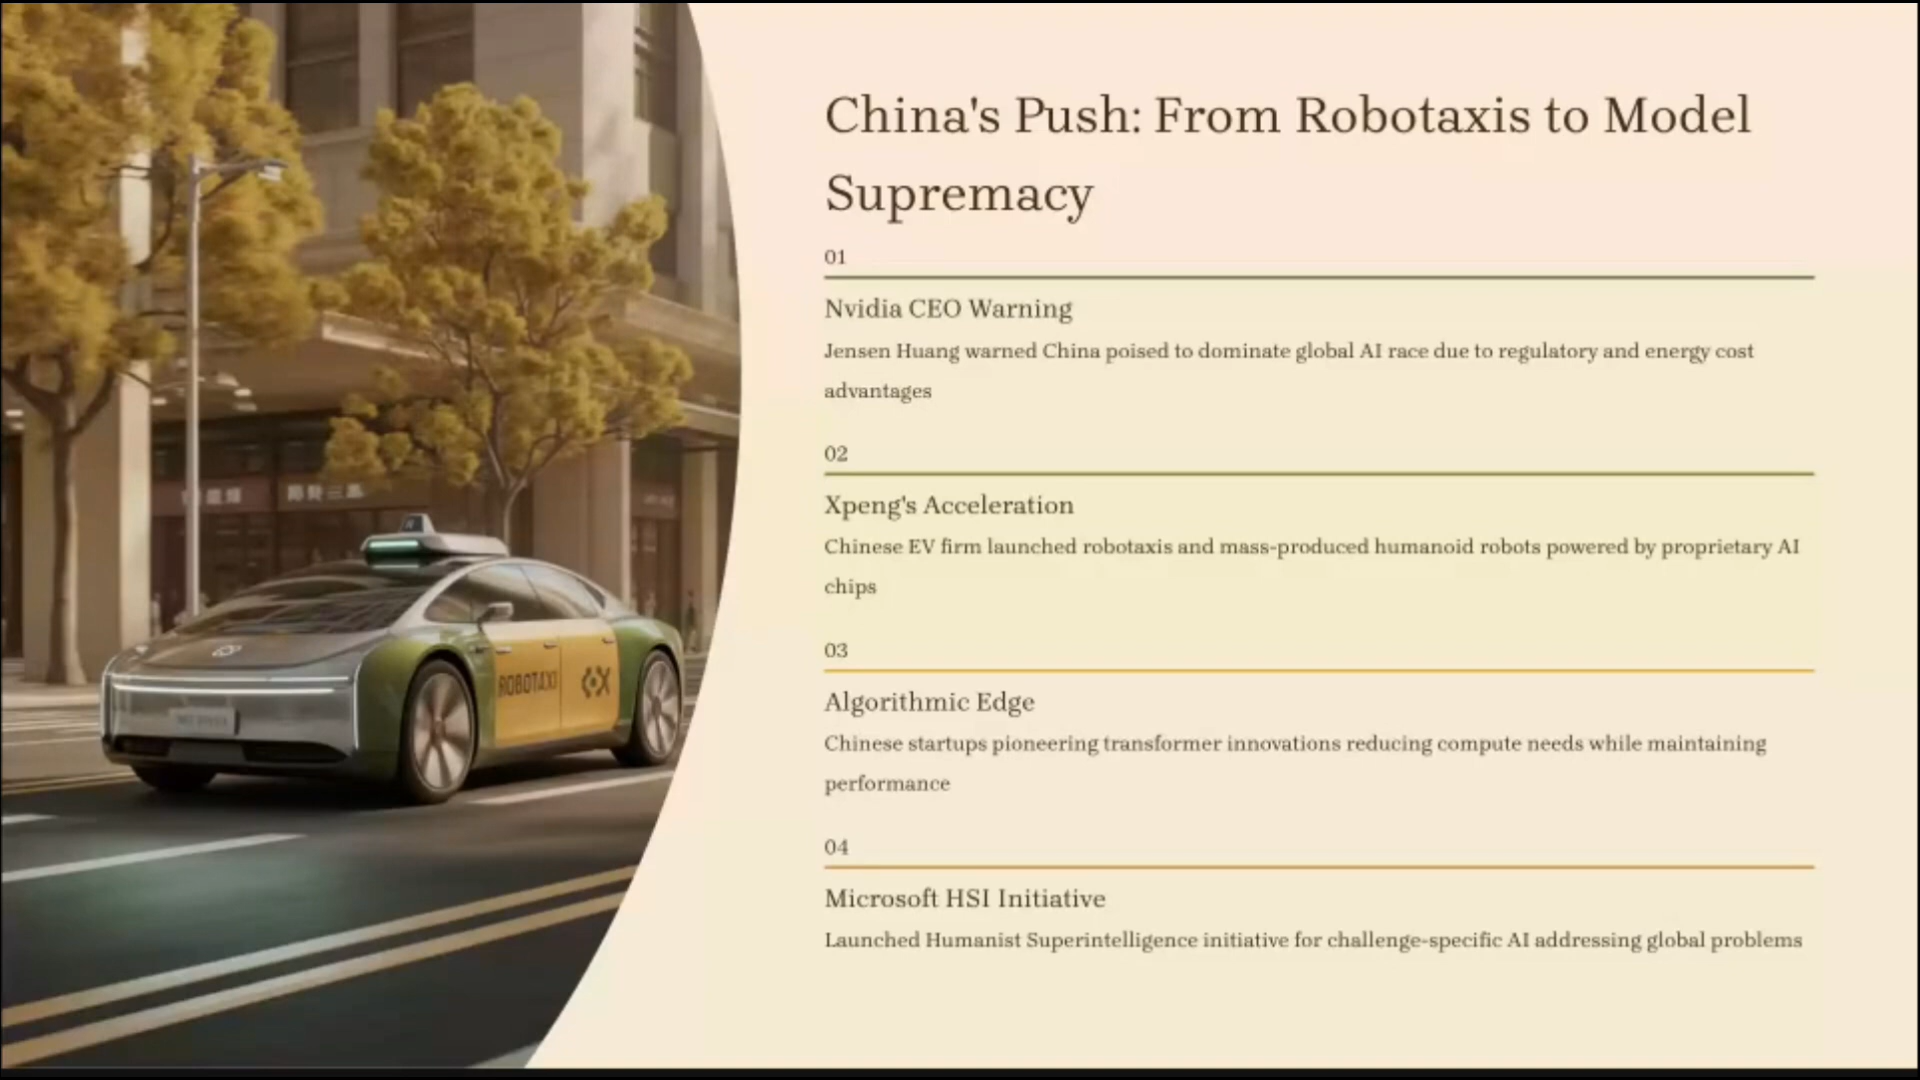 China's Push: From Robotaxis to Model
Supremacy
01
Nvidia CEO Warning
Jensen Huang warned China poised to dominate global AI race due to regulatory and energy cost
advantages
02
Xpeng's Acceleration
Chinese EV firm launched robotaxis and mass-produced humanoid robots powered by proprietary AI
chips
03
Algorithmic Edge
Chinese startups pioneering transformer innovations reducing compute needs while maintaining
performance
04
Microsoft HSI Initiative
Launched Humanist Superintelligence initiative for challenge-specific AI addressing global problems
ROBOTAXI